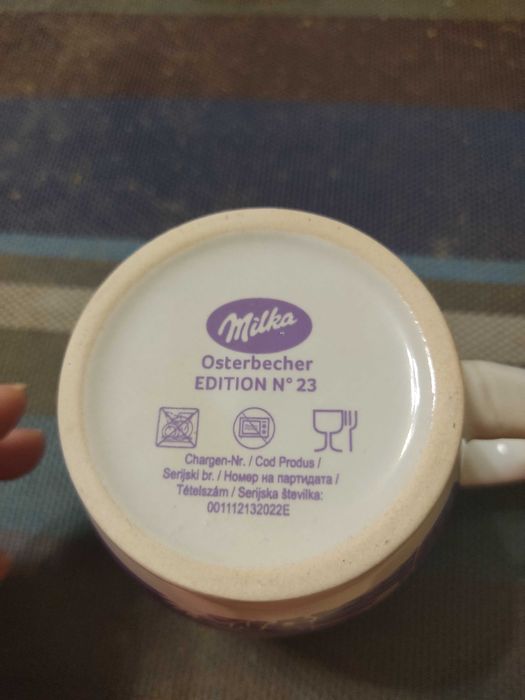 Milka
Osterbecher
EDITION N° 23
Chargen-Nr. / Cod Produs /
Serijski br. / Номер на партидата /
Tételszám / Serijska številka:
001112132022E